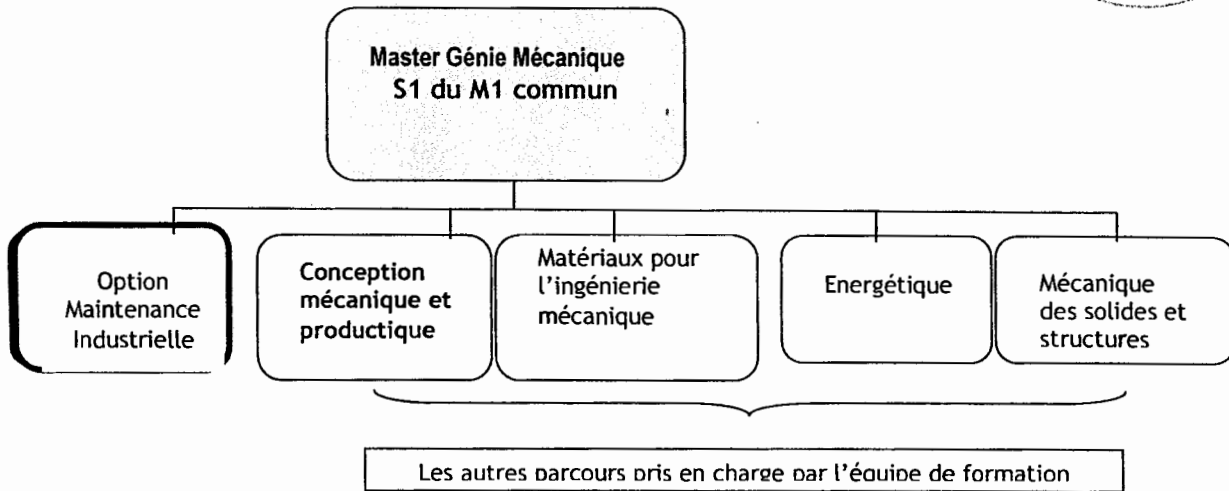 Master Génie Mécanique
S1 du M1 commun
Option
Maintenance
Industrielle
Conception
mécanique et
productique
Matériaux pour
l'ingénierie
mécanique
Energétique
Mécanique
des solides et
structures
Les autres parcours pris en charge par l'équipe de formation